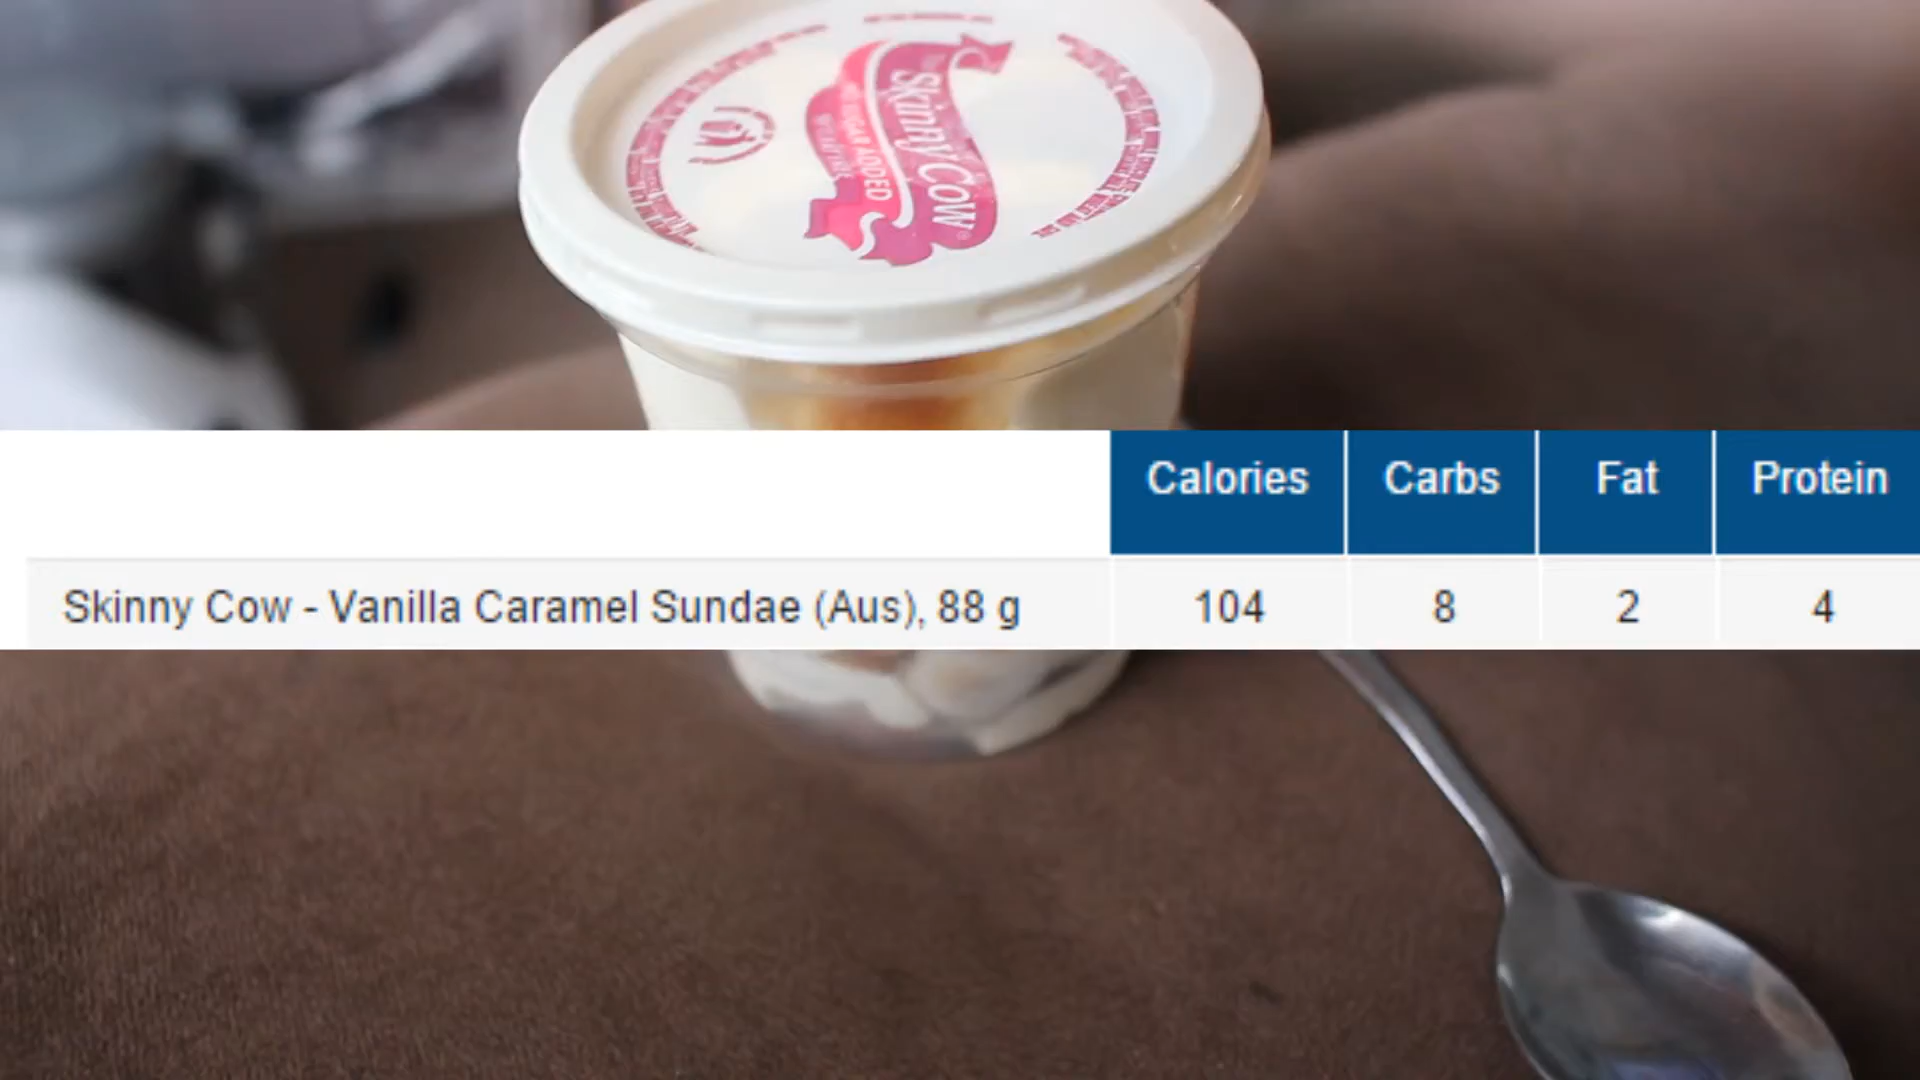 Skinny Cow®
NO SUGAR ADDED
Calories Carbs Fat Protein
Skinny Cow - Vanilla Caramel Sundae (Aus), 88 g 104 8 2 4